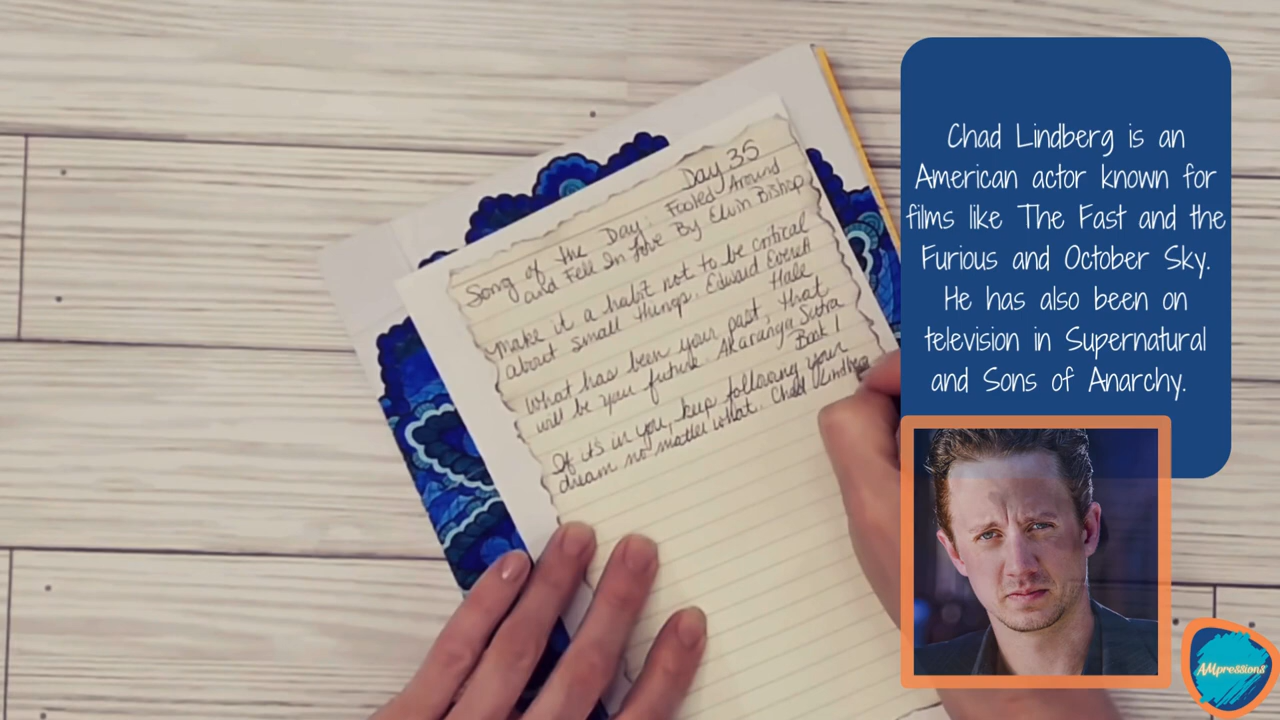 Day 35
Song of the Day: Fooled Around
and Fell In Love By Elvin Bishop
make it a habit not to be critical
about small things. Edward Everett
Hale
What has been your past, that
will be your future. Akaranga Sutra
Book 1
If it's in you, keep following your
dream no matter what. Chad Lindberg
Chad Lindberg is an
American actor known for
films like The Fast and the
Furious and October Sky.
He has also been on
television in Supernatural
and Sons of Anarchy.
AMpressions